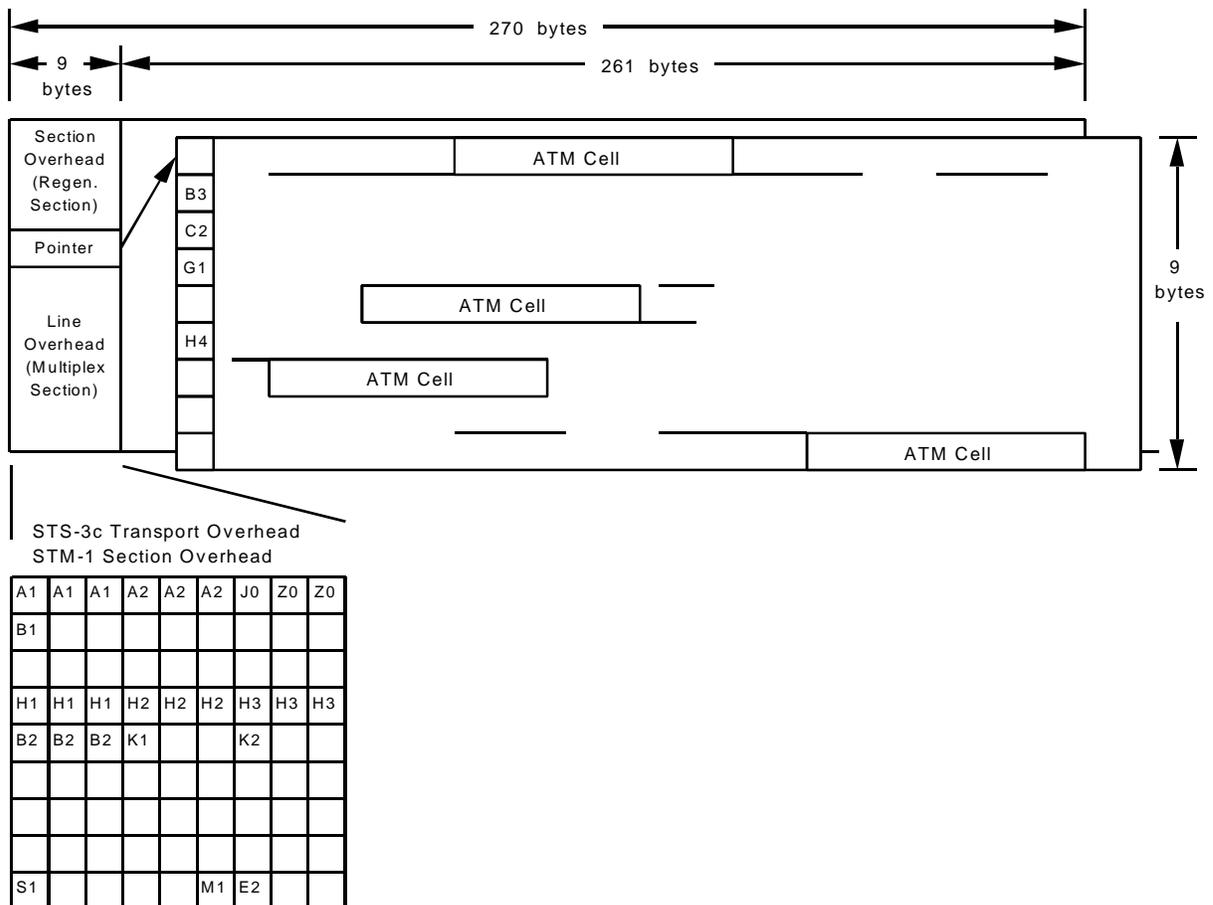 270 bytes
9
bytes
261 bytes
Section
Overhead
(Regen.
Section)
Pointer
Line
Overhead
(Multiplex
Section)
ATM Cell
B3
C2
G1
ATM Cell
H4
ATM Cell
ATM Cell
9
bytes
STS-3c Transport Overhead
STM-1 Section Overhead
A1 A1 A1 A2 A2 A2 J0 Z0 Z0
B1
H1 H1 H1 H2 H2 H2 H3 H3 H3
B2 B2 B2 K1 K2
S1 M1 E2